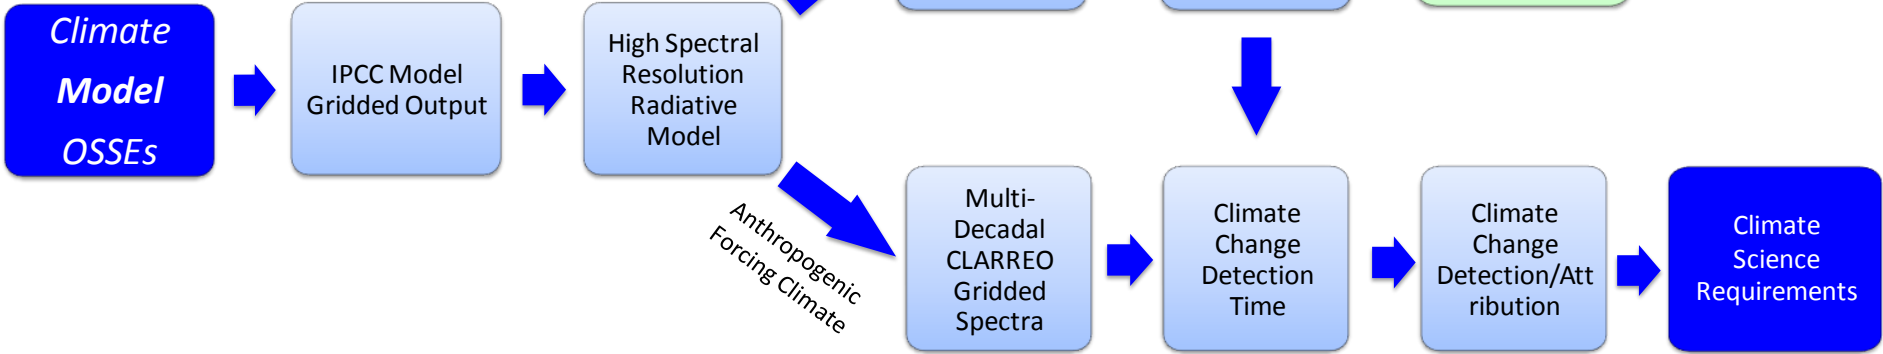 Climate
Model
OSSEs
IPCC Model
Gridded Output
High Spectral
Resolution
Radiative
Model
Anthropogenic
Forcing Climate
Multi-
Decadal
CLARREO
Gridded
Spectra
Climate
Change
Detection
Time
Climate
Change
Detection/Att
ribution
Climate
Science
Requirements